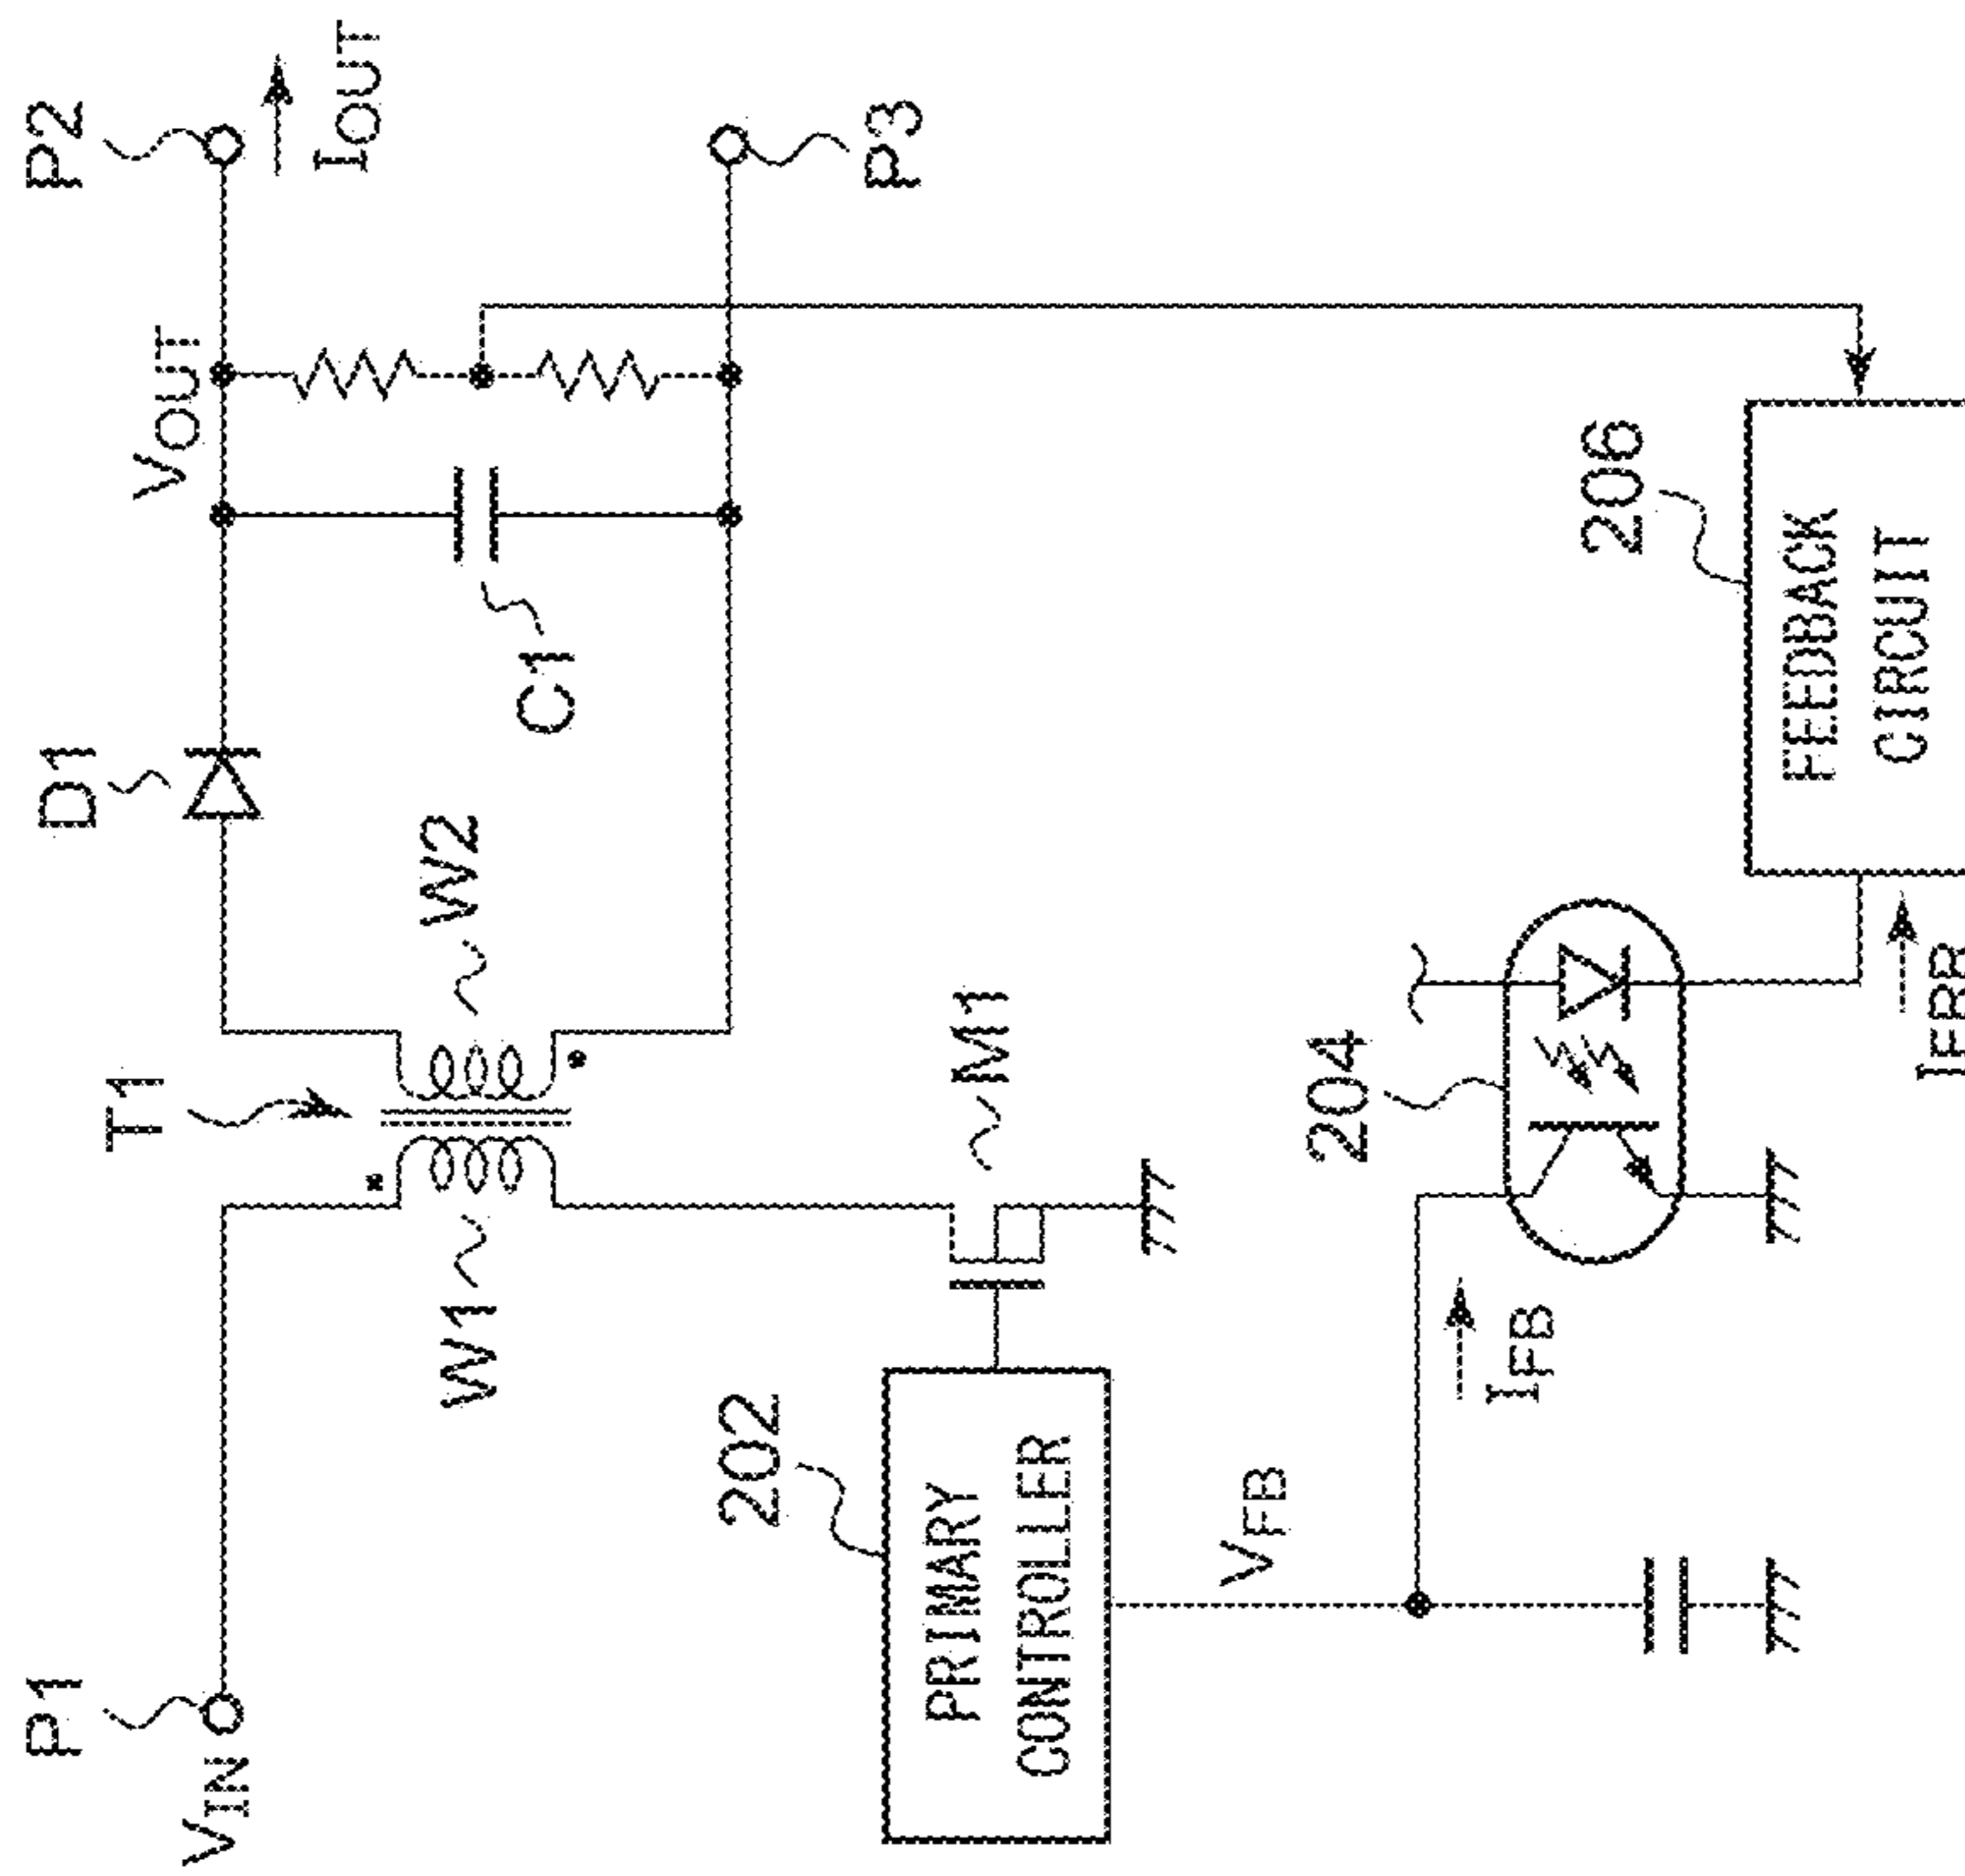 P1
VIN
T1
D1
P2
VOUT
IOUT
W1
W2
C1
P3
202
PRIMARY
CONTROLLER
M1
VFB
IFB
204
206
FEEDBACK
CIRCUIT